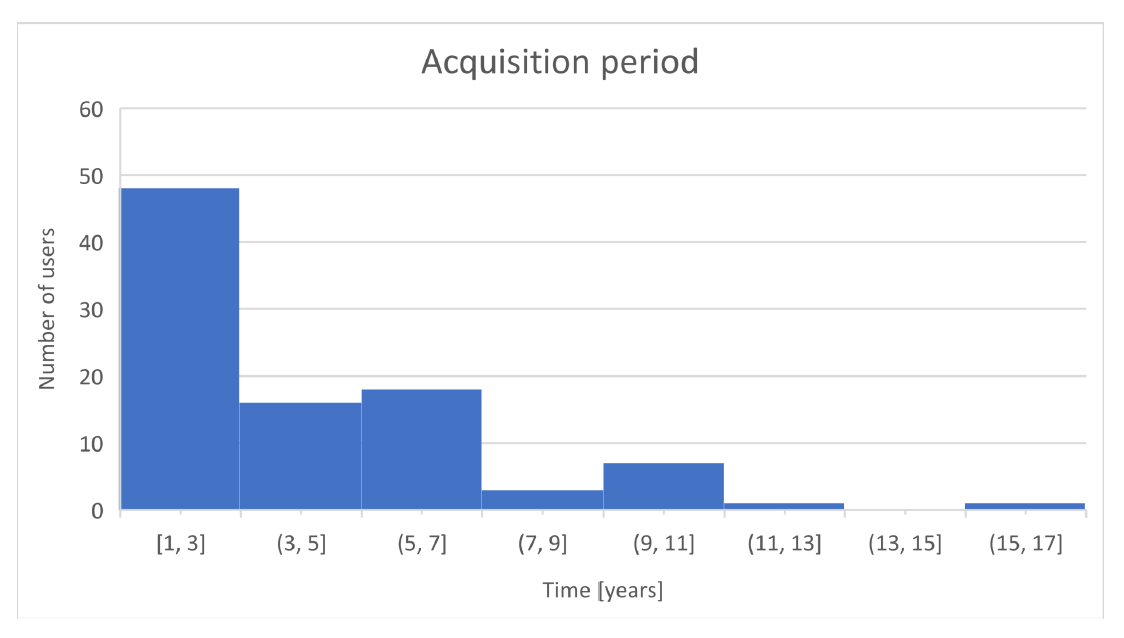 Acquisition period
60
50
40
30
20
10
0
Number of users
[1, 3] (3, 5] (5, 7] (7, 9] (9, 11] (11, 13] (13, 15] (15, 17]
Time [years]